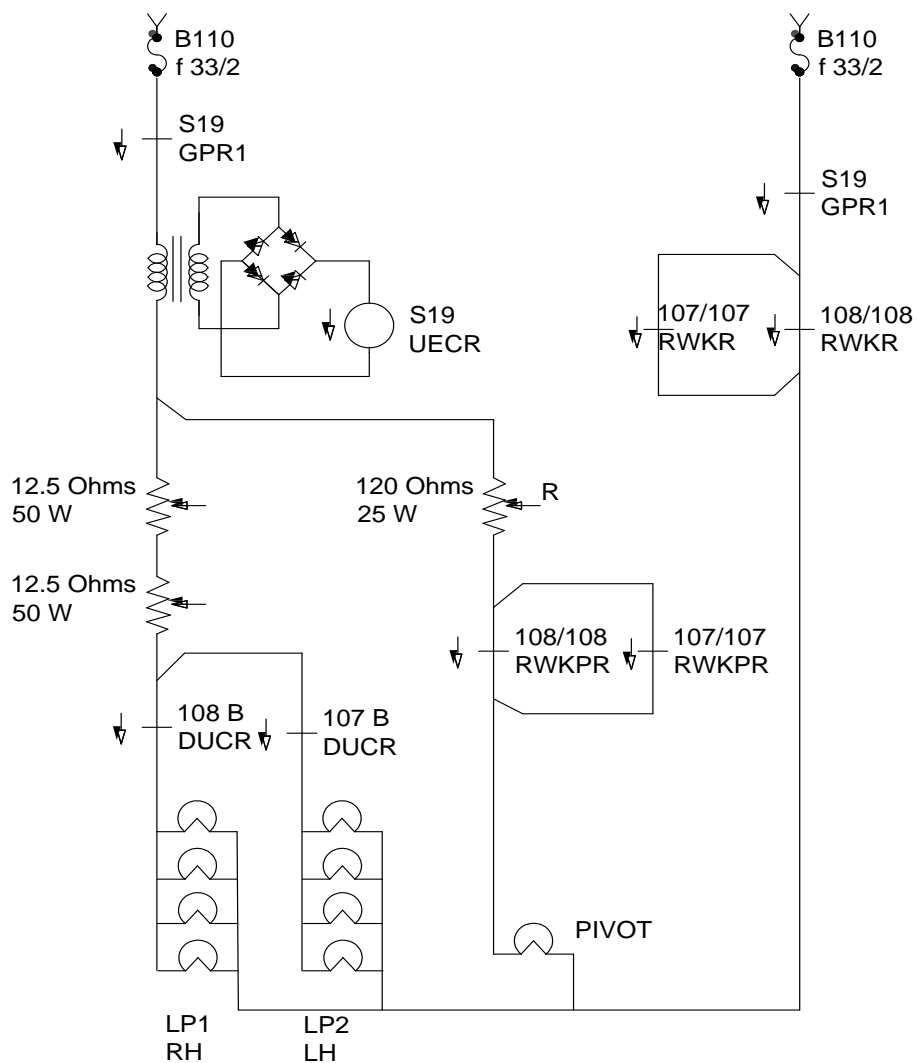 B110
f 33/2
B110
f 33/2
S19
GPR1
S19
GPR1
S19
UECR
107/107
RWKR
108/108
RWKR
12.5 Ohms
50 W
120 Ohms
25 W
R
12.5 Ohms
50 W
108/108
RWKPR
107/107
RWKPR
108 B
DUCR
107 B
DUCR
PIVOT
LP1
RH
LP2
LH